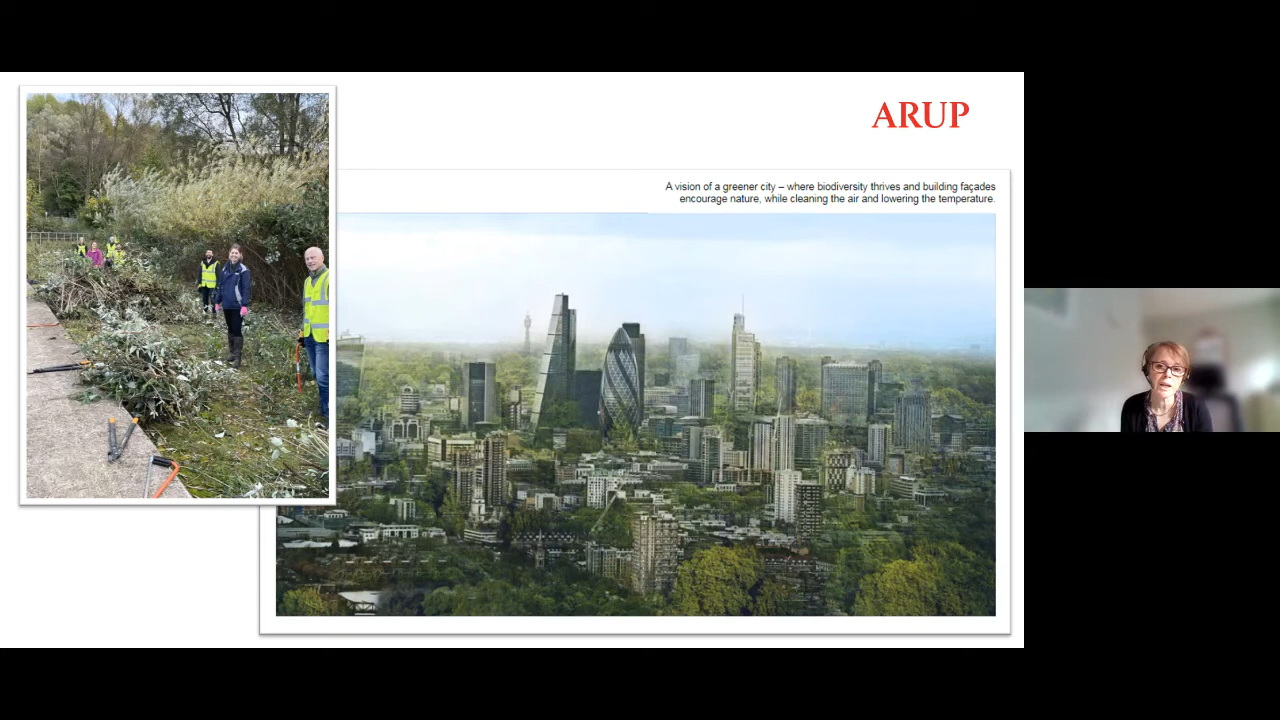 ARUP
A vision of a greener city – where biodiversity thrives and building façades
encourage nature, while cleaning the air and lowering the temperature.